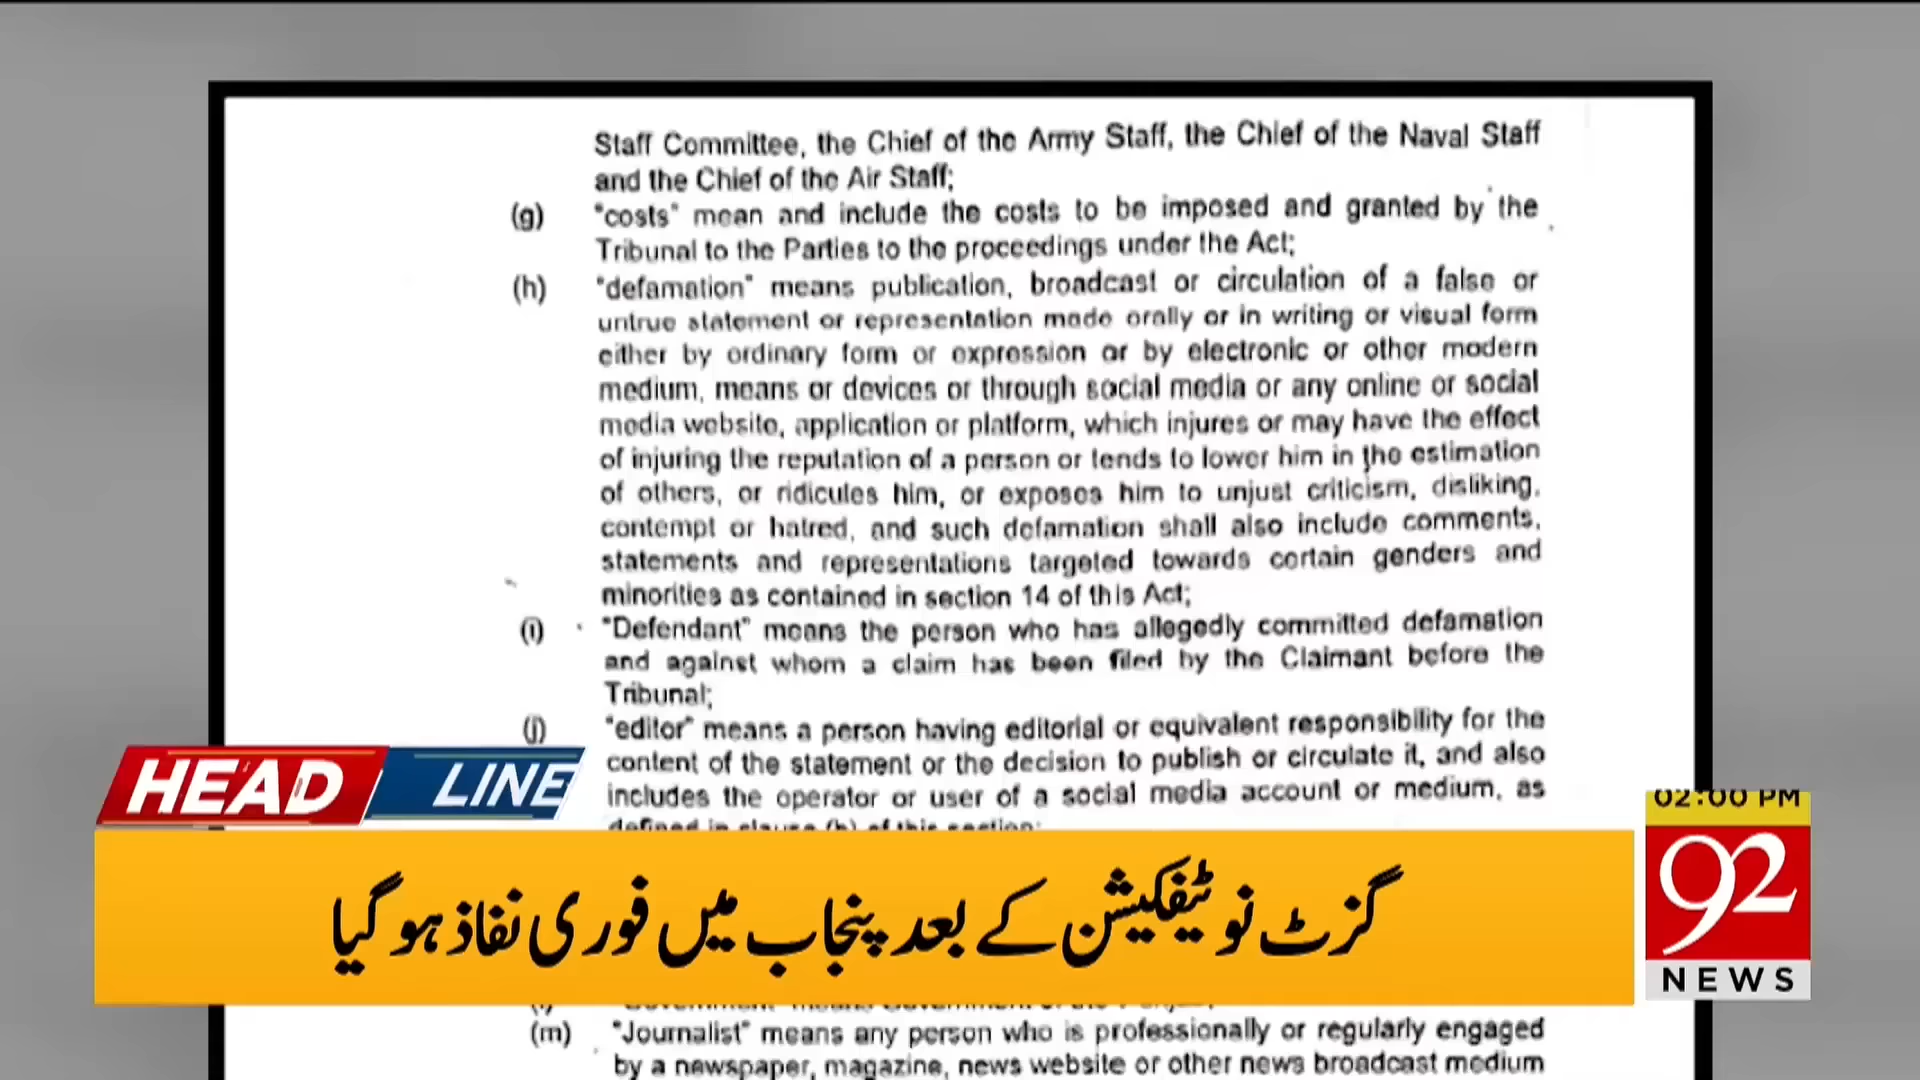 Staff Committee, the Chief of the Army Staff, the Chief of the Naval Staff
and the Chief of the Air Staff;
(g) "costs" mean and include the costs to be imposed and granted by the
Tribunal to the Parties to the proceedings under the Act;
(h) "defamation" means publication, broadcast or circulation of a false or
untrue statement or representation made orally or in writing or visual form
either by ordinary form or expression or by electronic or other modern
medium, means or devices or through social media or any online or social
media website, application or platform, which injures or may have the effect
of injuring the reputation of a person or tends to lower him in the estimation
of others, or ridicules him, or exposes him to unjust criticism, disliking,
contempt or hatred, and such defamation shall also include comments,
statements and representations targeted towards certain genders and
minorities as contained in section 14 of this Act;
(i) "Defendant" means the person who has allegedly committed defamation
and against whom a claim has been filed by the Claimant before the
Tribunal;
(j) "editor" means a person having editorial or equivalent responsibility for the
content of the statement or the decision to publish or circulate it, and also
includes the operator or user of a social media account or medium, as
defined in clause (h) of this section;
HEAD LINE
02:00 PM
گزٹ نوٹیفکیشن کے بعد پنجاب میں فوری نفاذ ہوگیا
92
NEWS
(m) "Journalist" means any person who is professionally or regularly engaged
by a newspaper, magazine, news website or other news broadcast medium